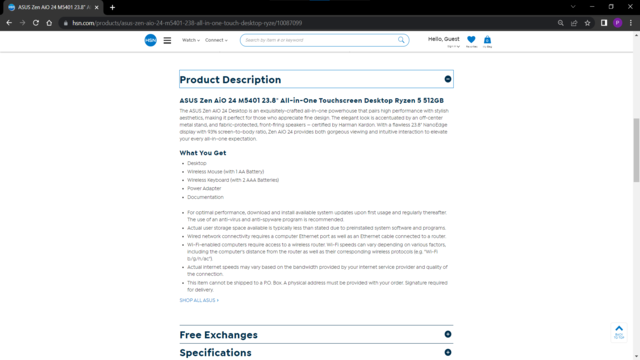 ASUS Zen AiO 24 M5401 23.8" A
hsn.com/products/asus-zen-aio-24-m5401-238-all-in-one-touch-desktop-ryze/10087099
P
HSN
Watch
Connect
Search by item # or keyword
Hello, Guest
Product Description
ASUS Zen AiO 24 M5401 23.8" All-in-One Touchscreen Desktop Ryzen 5 512GB
The ASUS Zen AiO 24 Desktop is an exquisitely-crafted all-in-one powerhouse that pairs high performance with stylish
aesthetics, making it perfect for those who appreciate fine design. The elegant look is accentuated by an off-center
metal stand, and fabric-protected, front-firing speakers — certified by Harman Kardon. With a flawless 23.8" NanoEdge
display with 93% screen-to-body ratio, Zen AiO 24 provides both gorgeous viewing and intuitive interaction to elevate
your every all-in-one expectation.
What You Get
• Desktop
• Wireless Mouse (with 1 AA Battery)
• Wireless Keyboard (with 2 AAA Batteries)
• Power Adapter
• Documentation
• For optimal performance, download and install available system updates upon first usage and regularly thereafter.
The use of an anti-virus and anti-spyware program is recommended.
• Actual user storage space available is typically less than stated due to preinstalled system software and programs.
• Wired network connectivity requires a computer Ethernet port as well as an Ethernet cable connected to a router.
• Wi-Fi-enabled computers require access to a wireless router. Wi-Fi speeds can vary depending on various factors,
including the computer's distance from the router as well as their corresponding wireless protocols (e.g. "Wi-Fi
b/g/n/ac").
• Actual Internet speeds may vary based on the bandwidth provided by your internet service provider and quality of
the connection.
• This item cannot be shipped to a P.O. Box. A physical address must be provided with your order. Signature required
for delivery.
SHOP ALL ASUS >
BACK
TO TOP
Free Exchanges
Specifications